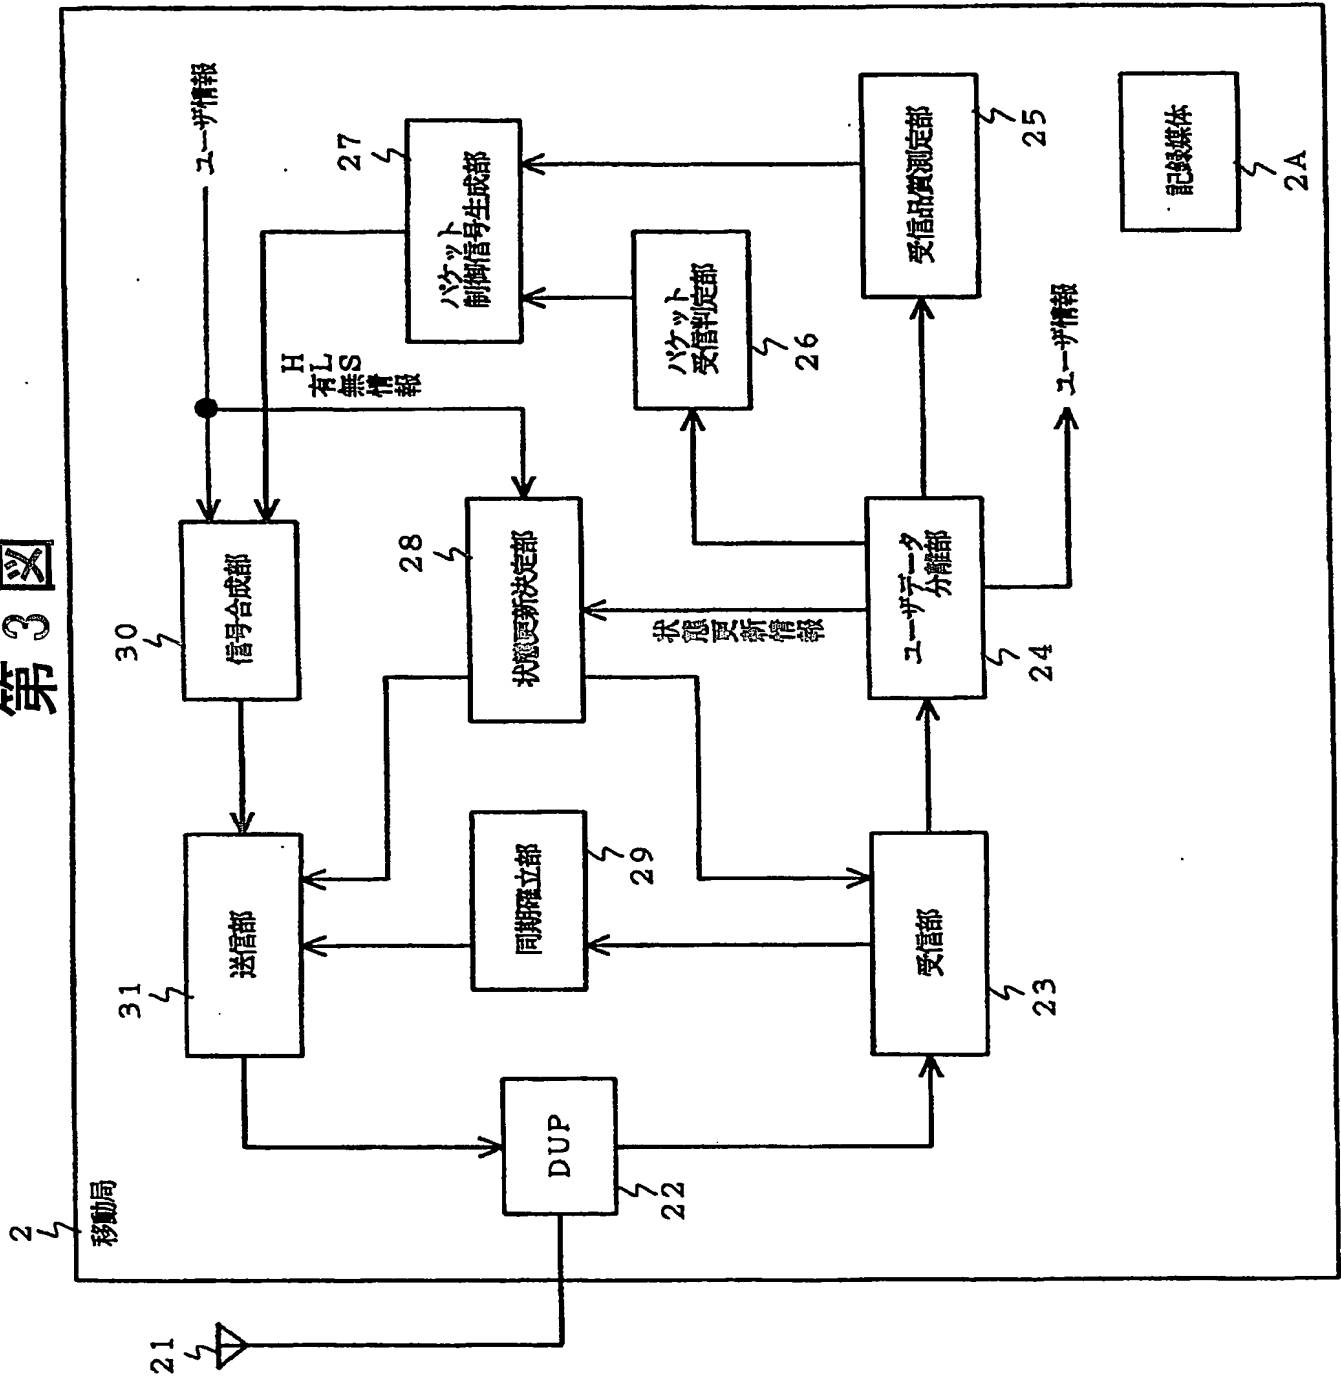 第3図
2
移動局
21
DUP
22
31
送信部
同期確立部
29
受信部
23
30
信号合成部
28
状態更新決定部
状態更新情報
ユーザデータ
分離部
24
ユーザ情報
HLS
有無情報
27
パケット
制御信号生成部
パケット
受信判定部
26
受信品質測定部
25
ユーザ情報
記録媒体
2A